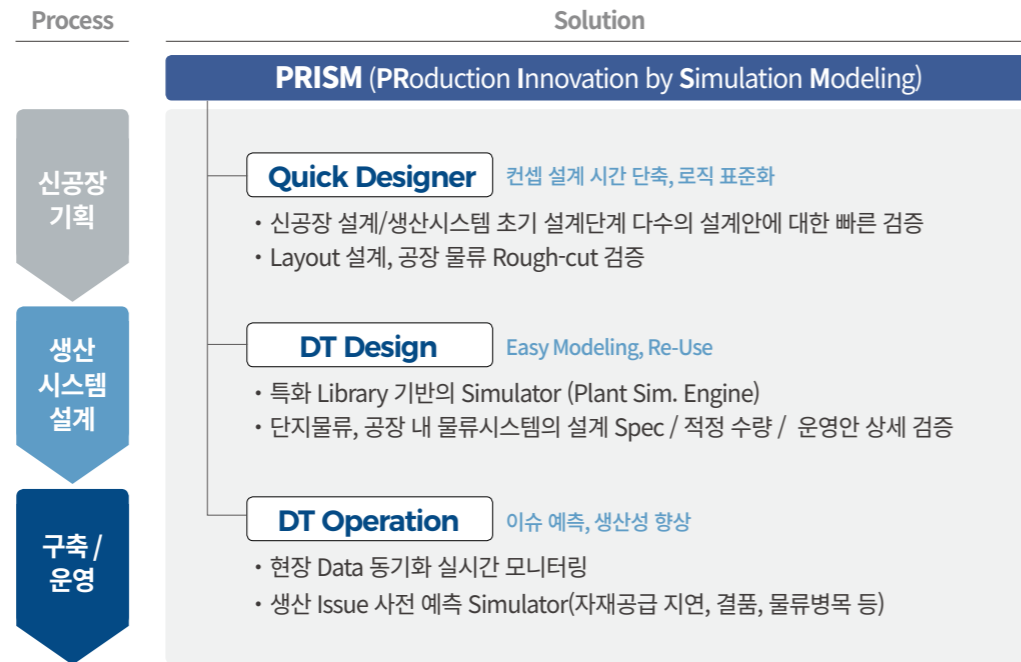 Process
Solution
PRISM (PRoduction Innovation by Simulation Modeling)
신공장
기획
Quick Designer
컨셉 설계 시간 단축, 로직 표준화
・신공장 설계/생산시스템 초기 설계단계 다수의 설계안에 대한 빠른 검증
・Layout 설계, 공장 물류 Rough-cut 검증
생산
시스템
설계
DT Design
Easy Modeling, Re-Use
・특화 Library 기반의 Simulator (Plant Sim. Engine)
・단지물류, 공장 내 물류시스템의 설계 Spec / 적정 수량 / 운영안 상세 검증
구축 /
운영
DT Operation
이슈 예측, 생산성 향상
・현장 Data 동기화 실시간 모니터링
・생산 Issue 사전 예측 Simulator(자재공급 지연, 결품, 물류병목 등)